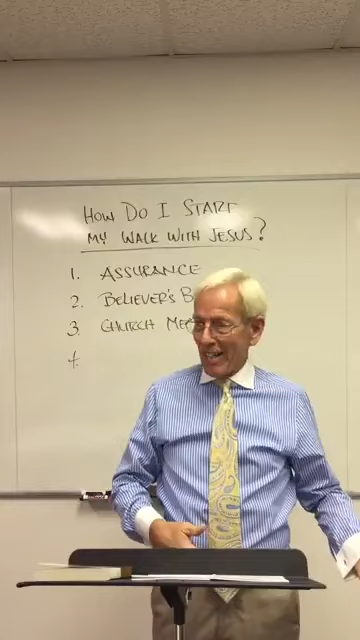 How Do I START
MY WALK WITH JESUS?
1. ASSURANCE
2. BELIEVER'S
3. CHURCH
4.